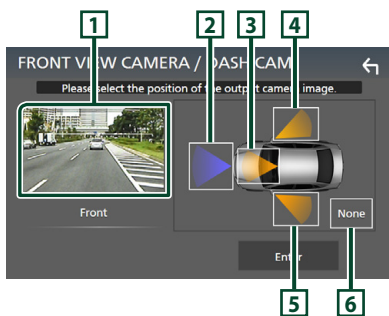 1 2 3 4
FRONT VIEW CAMERA / DASH CAM
Please select the position of the output camera image.
Front
None
Enter
5 6